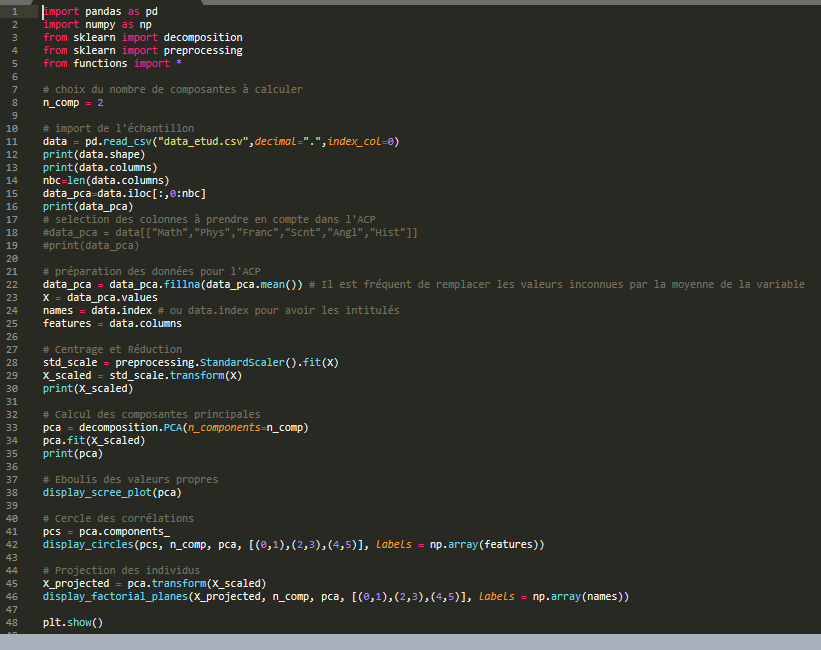 1 import pandas as pd
2 import numpy as np
3 from sklearn import decomposition
4 from sklearn import preprocessing
5 from functions import *
6
7 # choix du nombre de composantes à calculer
8 n_comp = 2
9
10 # import de l'échantillon
11 data = pd.read_csv("data_etud.csv",decimal=".",index_col=0)
12 print(data.shape)
13 print(data.columns)
14 nbc=len(data.columns)
15 data_pca=data.iloc[:,0:nbc]
16 print(data_pca)
17 # selection des colonnes à prendre en compte dans l'ACP
18 #data_pca = data[["Math","Phys","Franc","Scnt","Angl","Hist"]]
19 #print(data_pca)
20
21 # préparation des données pour l'ACP
22 data_pca = data_pca.fillna(data_pca.mean()) # Il est fréquent de remplacer les valeurs inconnues par la moyenne de la variable
23 X = data_pca.values
24 names = data.index # ou data.index pour avoir les intitulés
25 features = data.columns
26
27 # Centrage et Réduction
28 std_scale = preprocessing.StandardScaler().fit(X)
29 X_scaled = std_scale.transform(X)
30 print(X_scaled)
31
32 # Calcul des composantes principales
33 pca = decomposition.PCA(n_components=n_comp)
34 pca.fit(X_scaled)
35 print(pca)
36
37 # Eboulis des valeurs propres
38 display_scree_plot(pca)
39
40 # Cercle des corrélations
41 pcs = pca.components_
42 display_circles(pcs, n_comp, pca, [(0,1),(2,3),(4,5)], labels = np.array(features))
43
44 # Projection des individus
45 X_projected = pca.transform(X_scaled)
46 display_factorial_planes(X_projected, n_comp, pca, [(0,1),(2,3),(4,5)], labels = np.array(names))
47
48 plt.show()